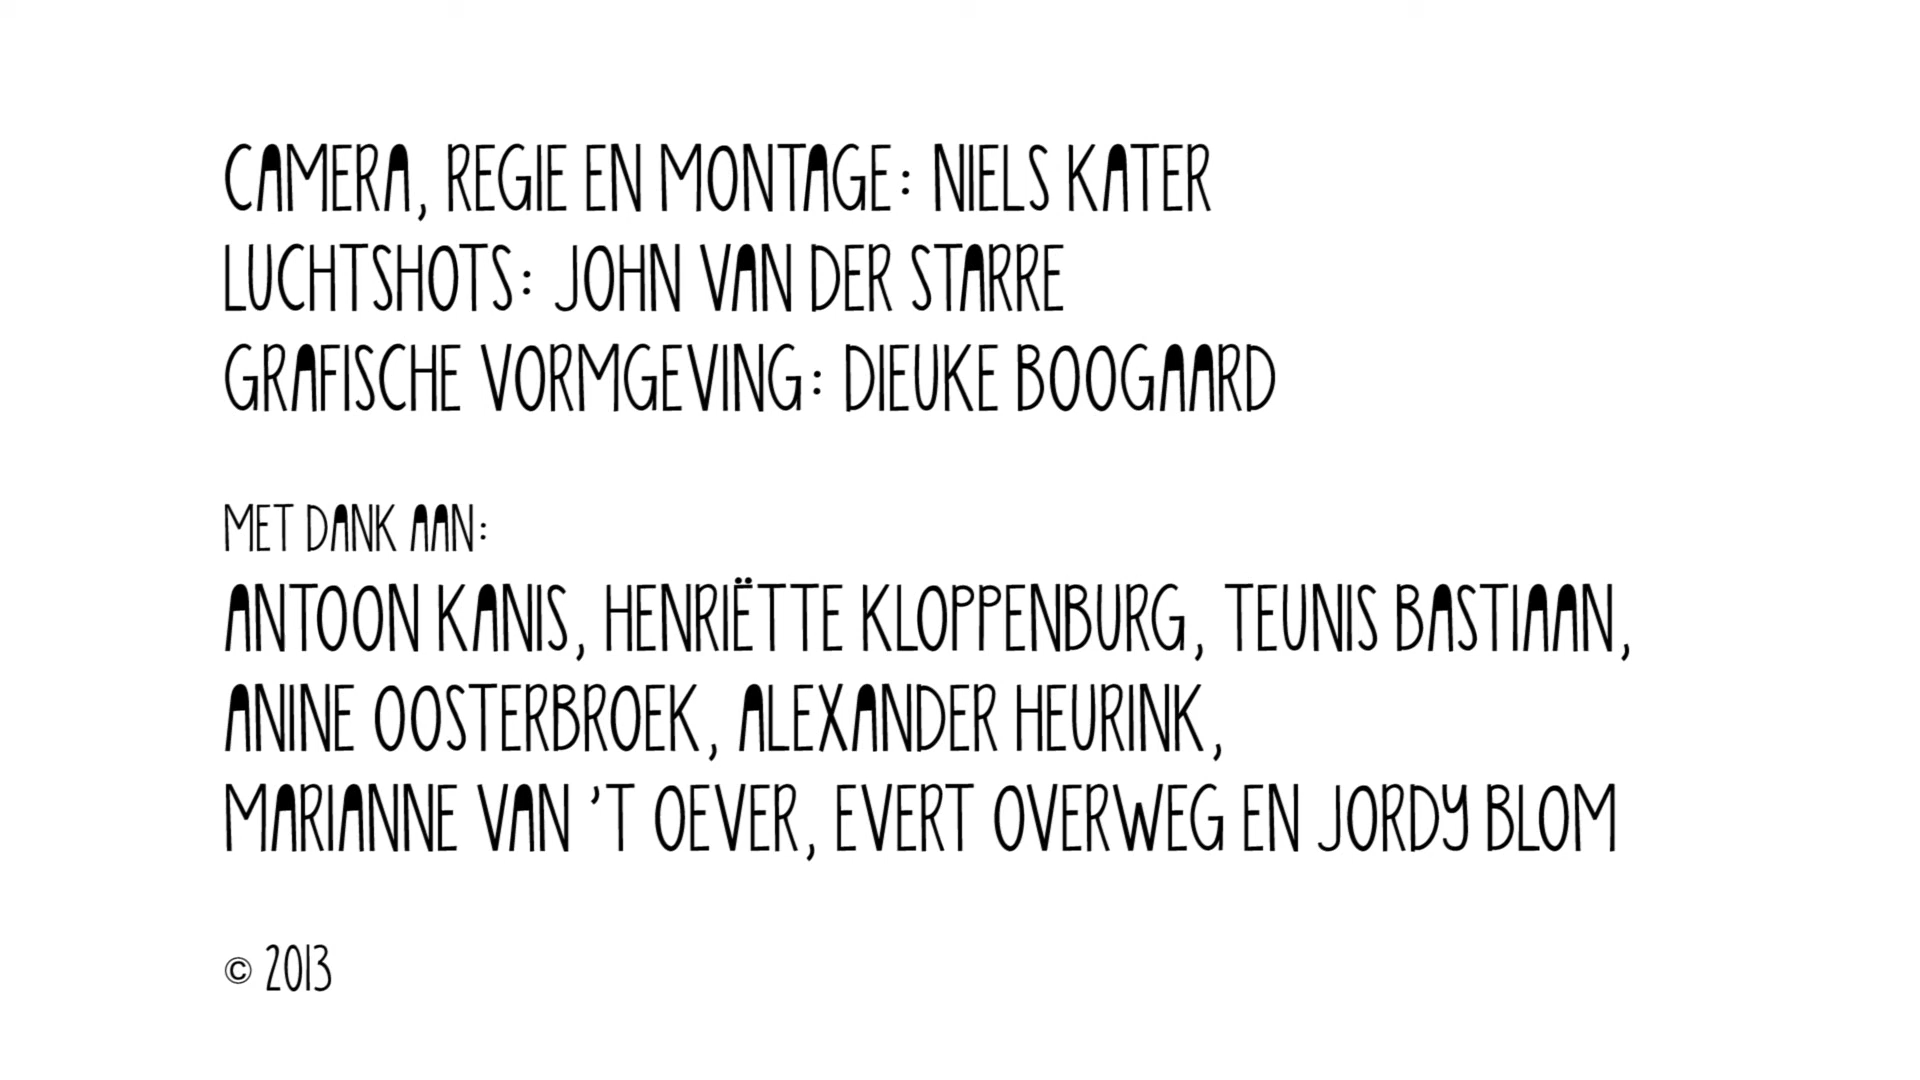 CAMERA, REGIE EN MONTAGE: NIELS KATER
LUCHTSHOTS: JOHN VAN DER STARRE
GRAFISCHE VORMGEVING: DIEUKE BOOGAARD
MET DANK AAN:
ANTOON KANIS, HENRIËTTE KLOPPENBURG, TEUNIS BASTIAAN,
ANINE OOSTERBROEK, ALEXANDER HEURINK,
MARIANNE VAN ’T OEVER, EVERT OVERWEG EN JORDY BLOM
© 2013